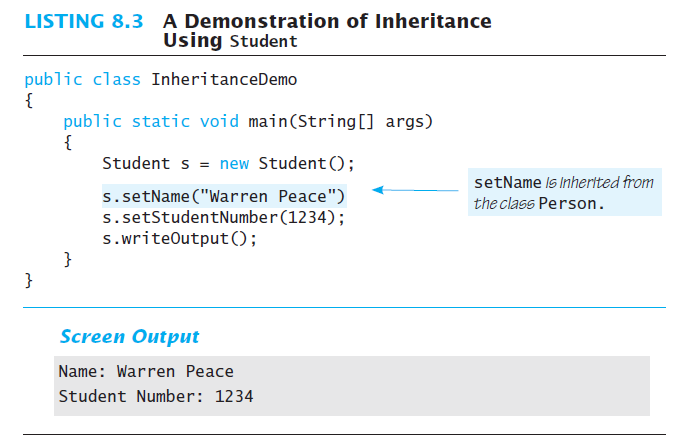 LISTING 8.3 A Demonstration of Inheritance
Using Student
public class InheritanceDemo
{
public static void main(String[] args)
{
Student s = new Student();
s.setName("Warren Peace")
setName is inherited from
the class Person.
s.setStudentNumber(1234);
s.writeOutput();
}
}
Screen Output
Name: Warren Peace
Student Number: 1234